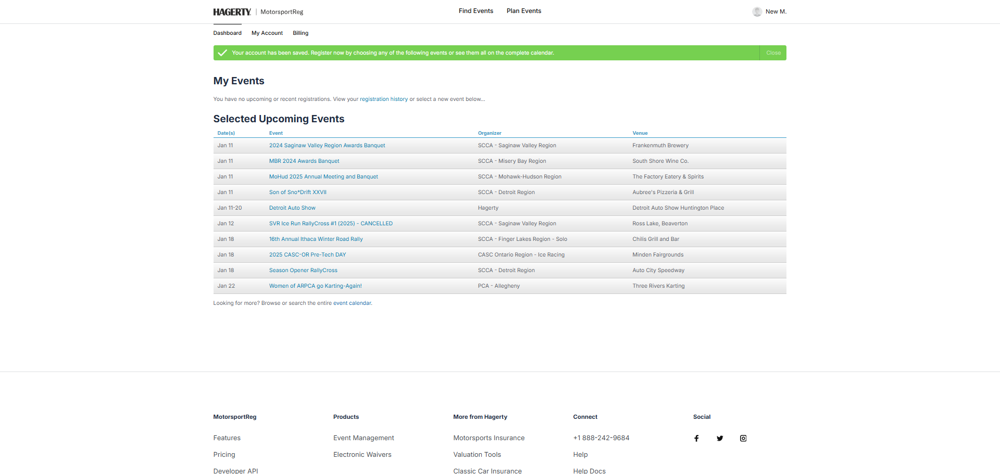 HAGERTY | MotorsportReg
Find Events
Plan Events
New M.
Dashboard
My Account
Billing
Your account has been saved. Register now by choosing any of the following events or see them all on the complete calendar.
Close
My Events
You have no upcoming or recent registrations. View your registration history or select a new event below...
Selected Upcoming Events
Date(s) Event Organizer Venue
Jan 11 2024 Saginaw Valley Region Awards Banquet SCCA - Saginaw Valley Region Frankenmuth Brewery
Jan 11 MBR 2024 Awards Banquet SCCA - Misery Bay Region South Shore Wine Co.
Jan 11 MoHud 2025 Annual Meeting and Banquet SCCA - Mohawk-Hudson Region The Factory Eatery & Spirits
Jan 11 Son of Sno*Drift XXVII SCCA - Detroit Region Aubree's Pizzeria & Grill
Jan 11-20 Detroit Auto Show Hagerty Detroit Auto Show Huntington Place
Jan 12 SVR Ice Run RallyCross #1 (2025) - CANCELLED SCCA - Saginaw Valley Region Ross Lake, Beaverton
Jan 18 16th Annual Ithaca Winter Road Rally SCCA - Finger Lakes Region - Solo Chilis Grill and Bar
Jan 18 2025 CASC-OR Pre-Tech DAY CASC Ontario Region - Ice Racing Minden Fairgrounds
Jan 18 Season Opener RallyCross SCCA - Detroit Region Auto City Speedway
Jan 22 Women of ARPCA go Karting-Again! PCA - Allegheny Three Rivers Karting
Looking for more? Browse or search the entire event calendar.
MotorsportReg
Features
Pricing
Developer API
Products
Event Management
Electronic Waivers
More from Hagerty
Motorsports Insurance
Valuation Tools
Classic Car Insurance
Connect
+1 888-242-9684
Help
Help Docs
Social